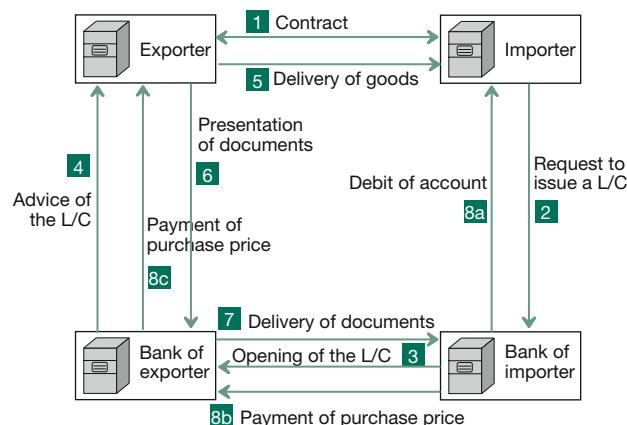 1 Contract
Exporter
Importer
5 Delivery of goods
Presentation
of documents
6
4
Advice of
the L/C
Payment of
purchase price
8c
Debit of account
8a
Request to
issue a L/C
2
7 Delivery of documents
Opening of the L/C 3
Bank of
exporter
Bank of
importer
8b Payment of purchase price